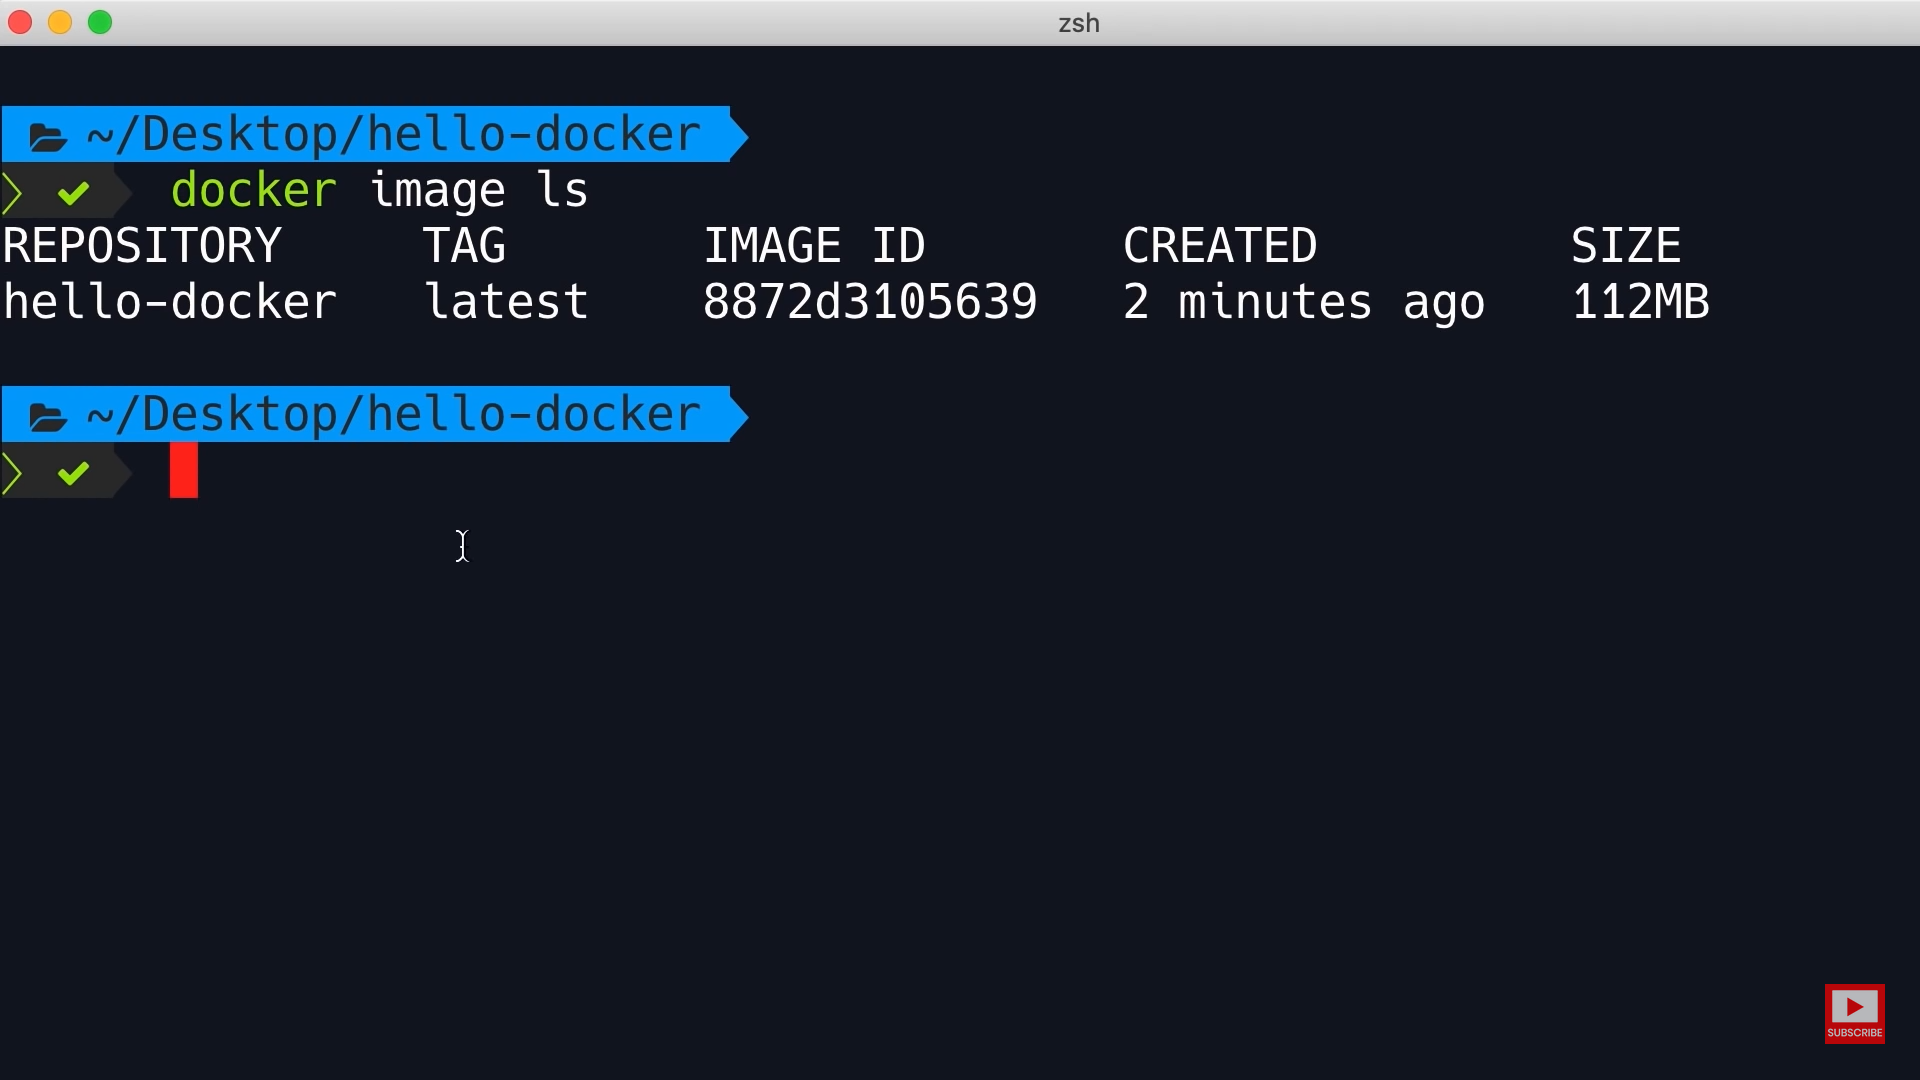 zsh
~/Desktop/hello-docker
docker image ls
REPOSITORY TAG IMAGE ID CREATED SIZE
hello-docker latest 8872d3105639 2 minutes ago 112MB
~/Desktop/hello-docker
SUBSCRIBE